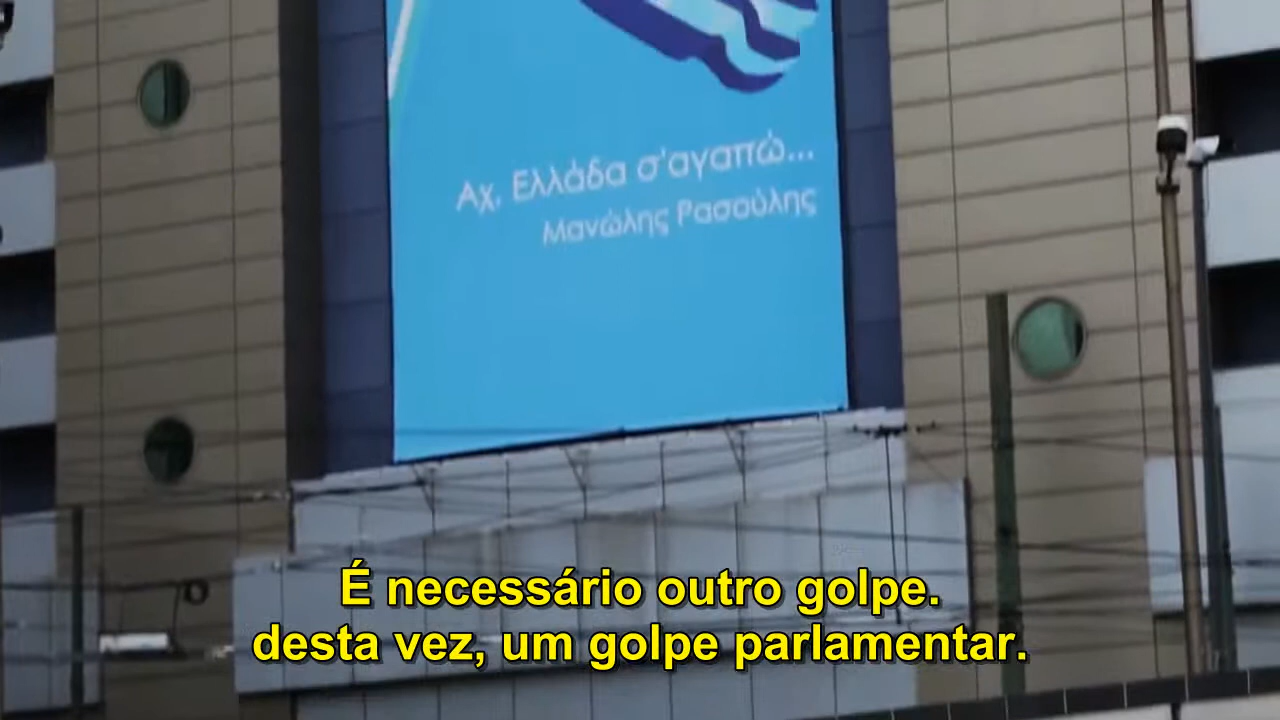 Αχ, Ελλάδα σ'αγαπώ...
Μανώλης Ρασούλης
É necessário outro golpe.
desta vez, um golpe parlamentar.